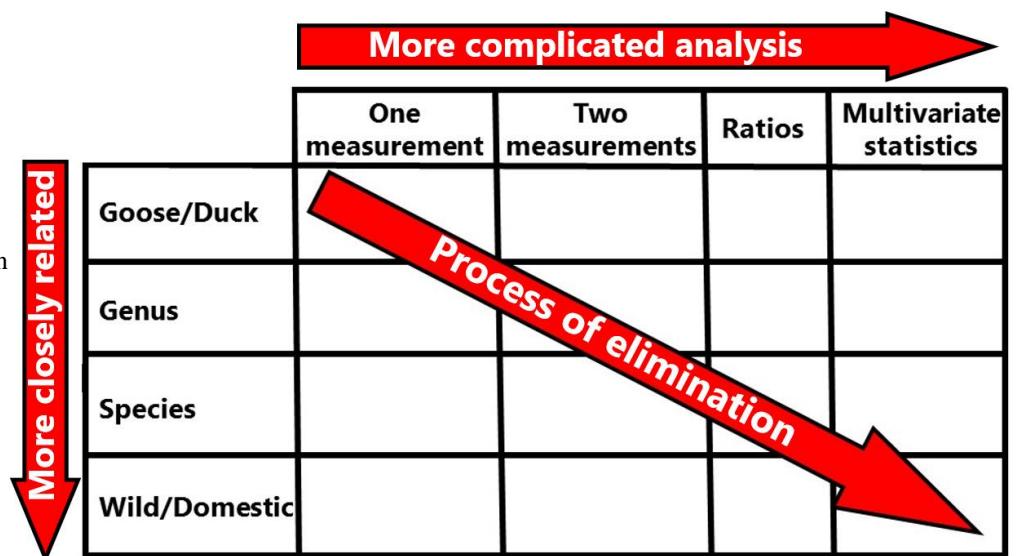 More complicated analysis
One
measurement
Two
measurements
Ratios
Multivariate
statistics
More closely related
Goose/Duck
Genus
Species
Wild/Domestic
Process of elimination